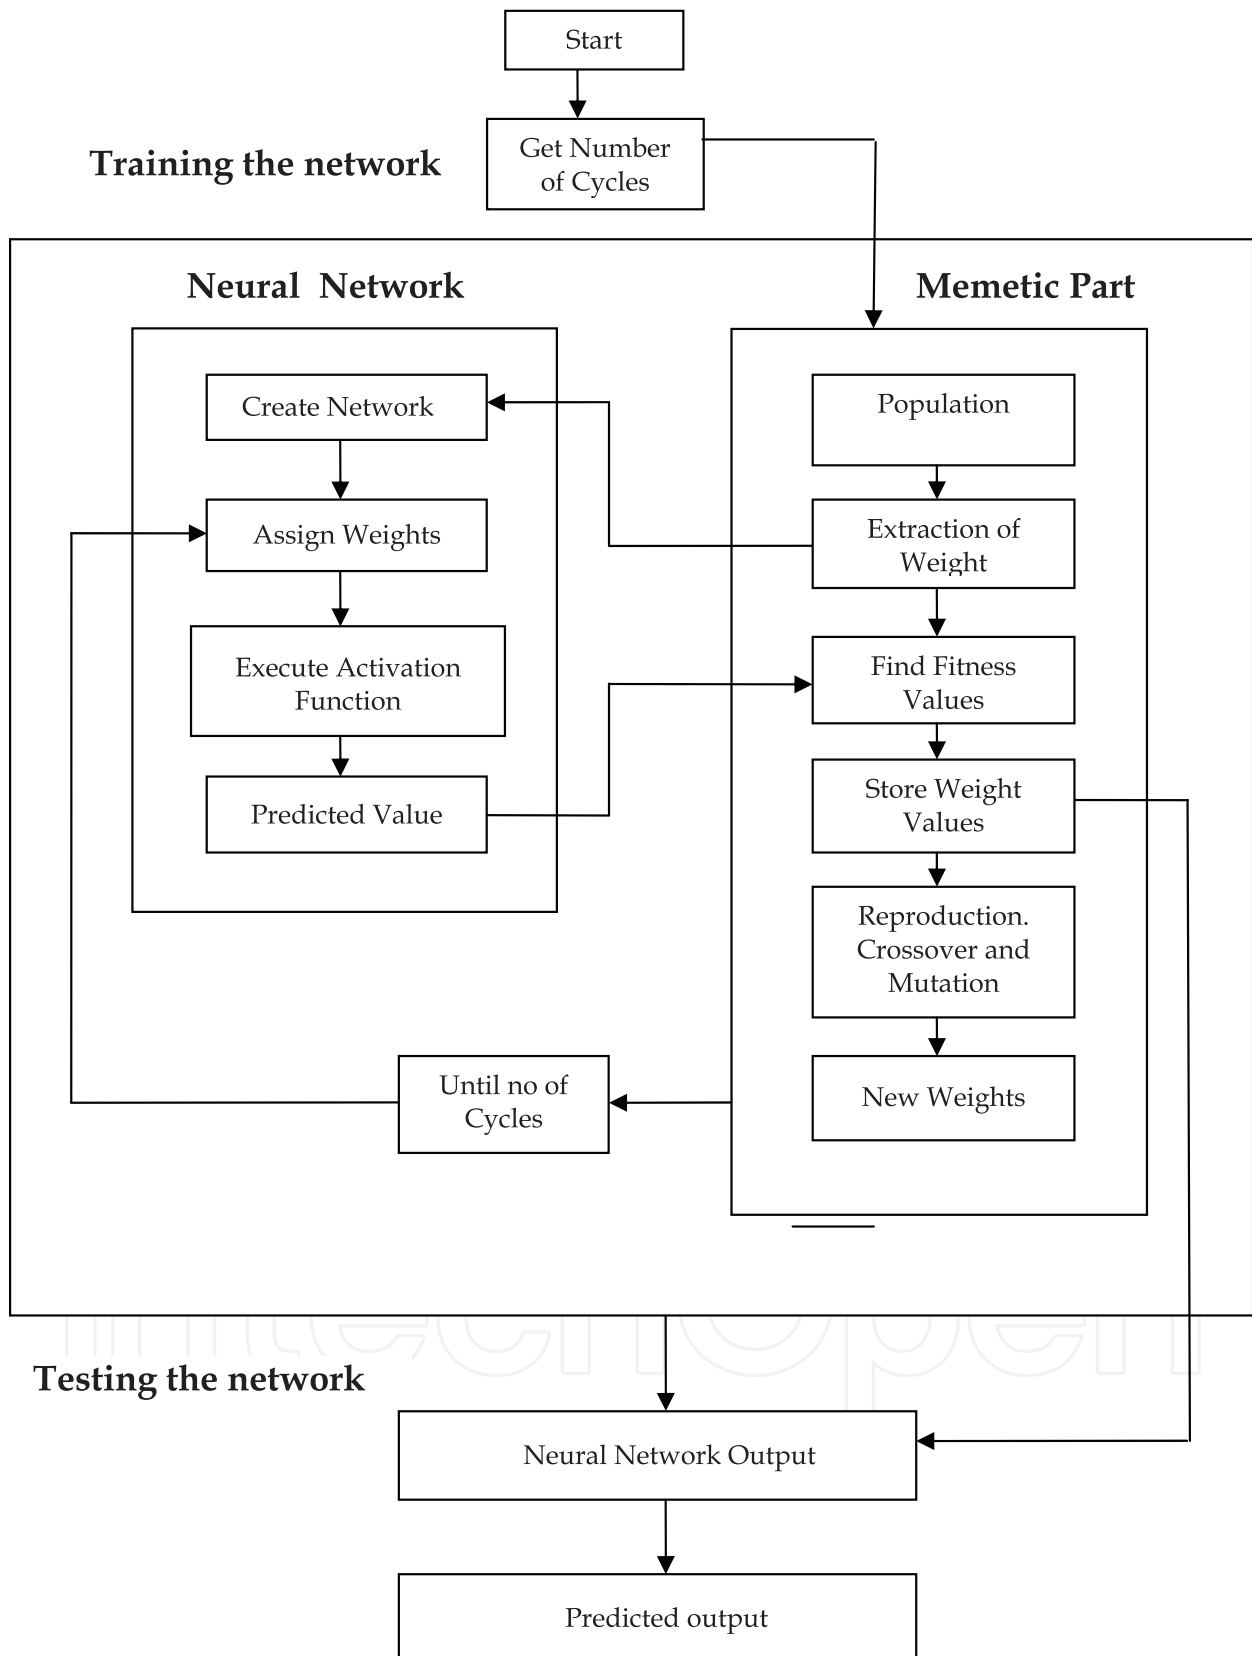 Start
Get Number
of Cycles
Training the network
Neural Network
Memetic Part
Create Network
Assign Weights
Execute Activation
Function
Predicted Value
Population
Extraction of
Weight
Find Fitness
Values
Store Weight
Values
Reproduction.
Crossover and
Mutation
New Weights
Until no of
Cycles
intechopen
Testing the network
Neural Network Output
Predicted output